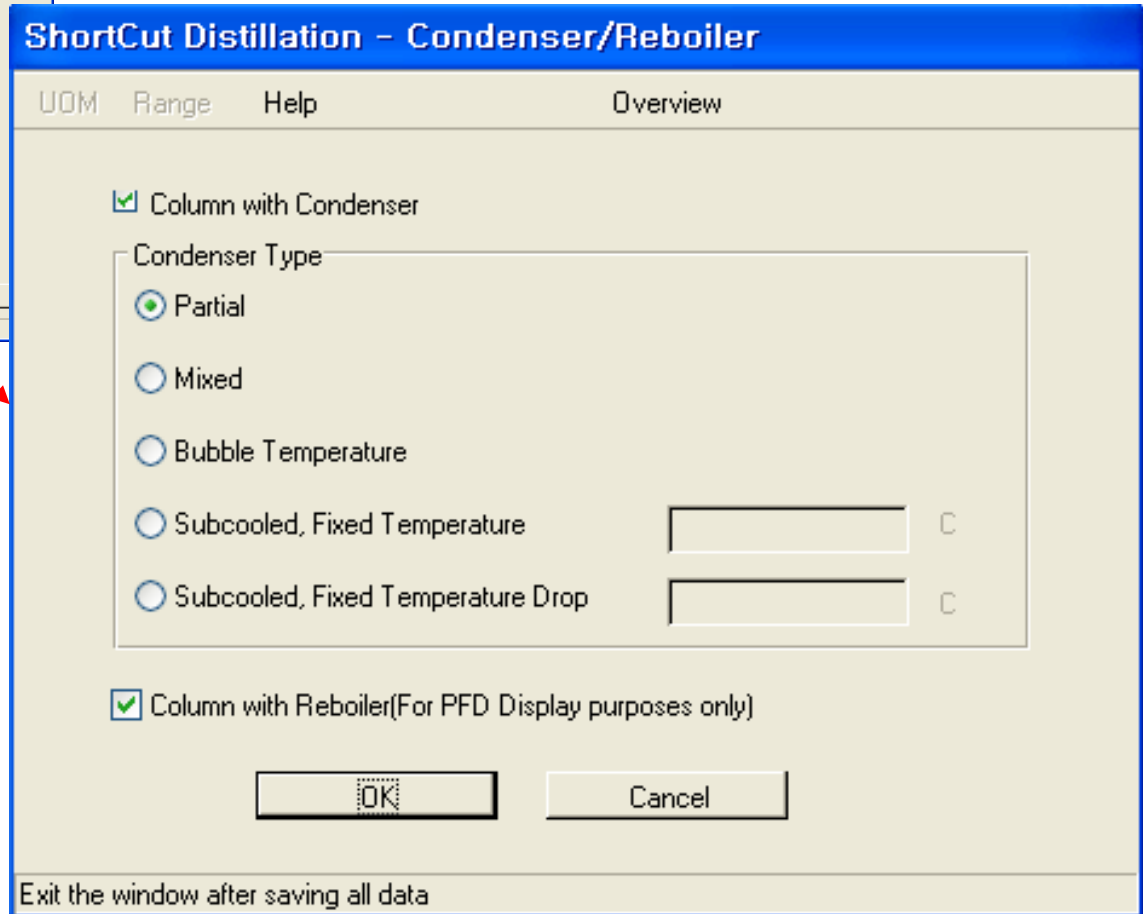 ShortCut Distillation - Condenser/Reboiler
UOM Range Help Overview
Column with Condenser
Condenser Type
Partial
Mixed
Bubble Temperature
Subcooled, Fixed Temperature C
Subcooled, Fixed Temperature Drop C
Column with Reboiler(For PFD Display purposes only)
OK Cancel
Exit the window after saving all data